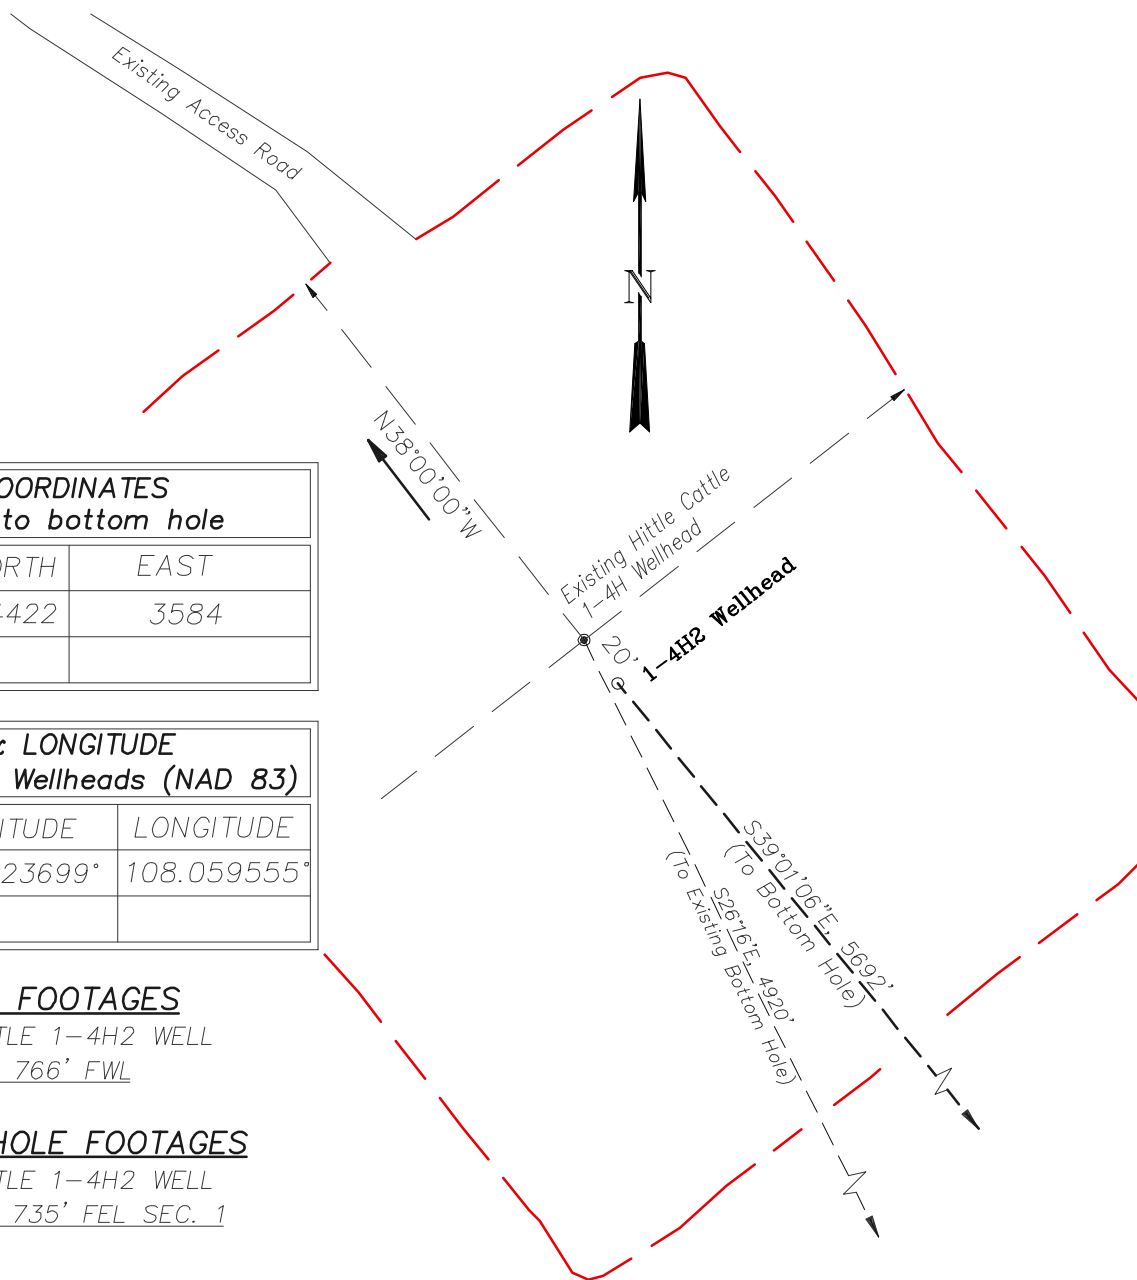 Existing Access Road
N
N38°00'00"W
Existing Hittle Cattle
1-4H Wellhead
20'
1-4H2 Wellhead
S39°01'06"E, 5692'
(To Bottom Hole)
S26°16'E, 4920'
(To Existing Bottom Hole)
OORDINATES
to bottom hole
ORTH EAST
4422 3584
LONGITUDE
Wellheads (NAD 83)
ITUDE LONGITUDE
23699° 108.059555°
FOOTAGES
TLE 1-4H2 WELL
766' FWL
HOLE FOOTAGES
TLE 1-4H2 WELL
735' FEL SEC. 1